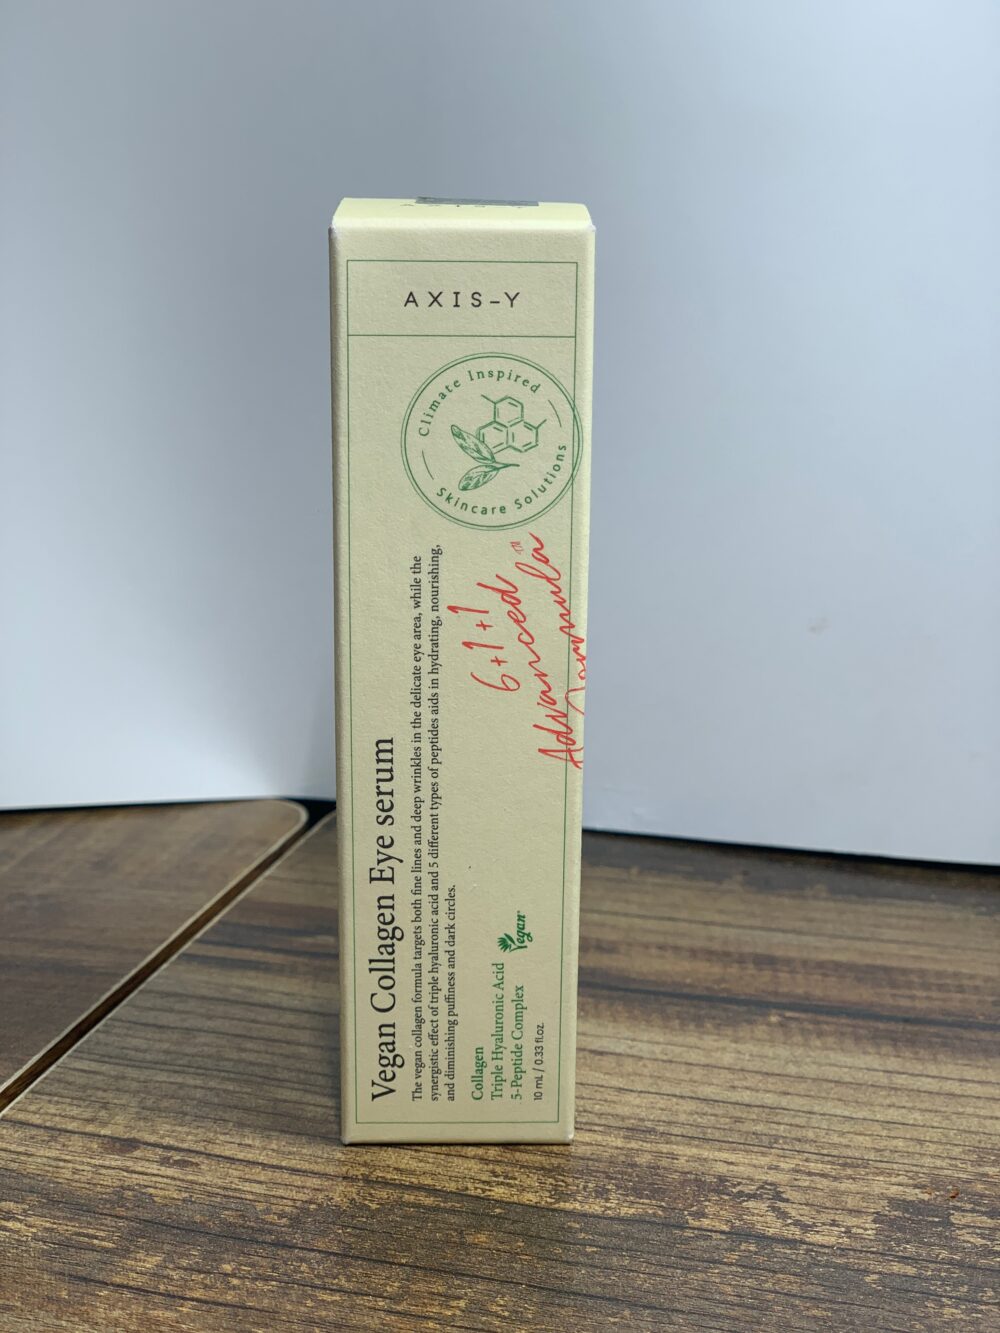 AXIS-Y
AXIS-Y
Climate Inspired
Skincare Solutions
6+1+1
Advanced
Formula™
Vegan Collagen Eye serum
The vegan collagen formula targets both fine lines and deep wrinkles in the delicate eye area, while the
synergistic effect of triple hyaluronic acid and 5 different types of peptides aids in hydrating, nourishing,
and diminishing puffiness and dark circles.
Collagen
Triple Hyaluronic Acid
5-Peptide Complex
10 mL / 0.33 fl.oz.
Vegan